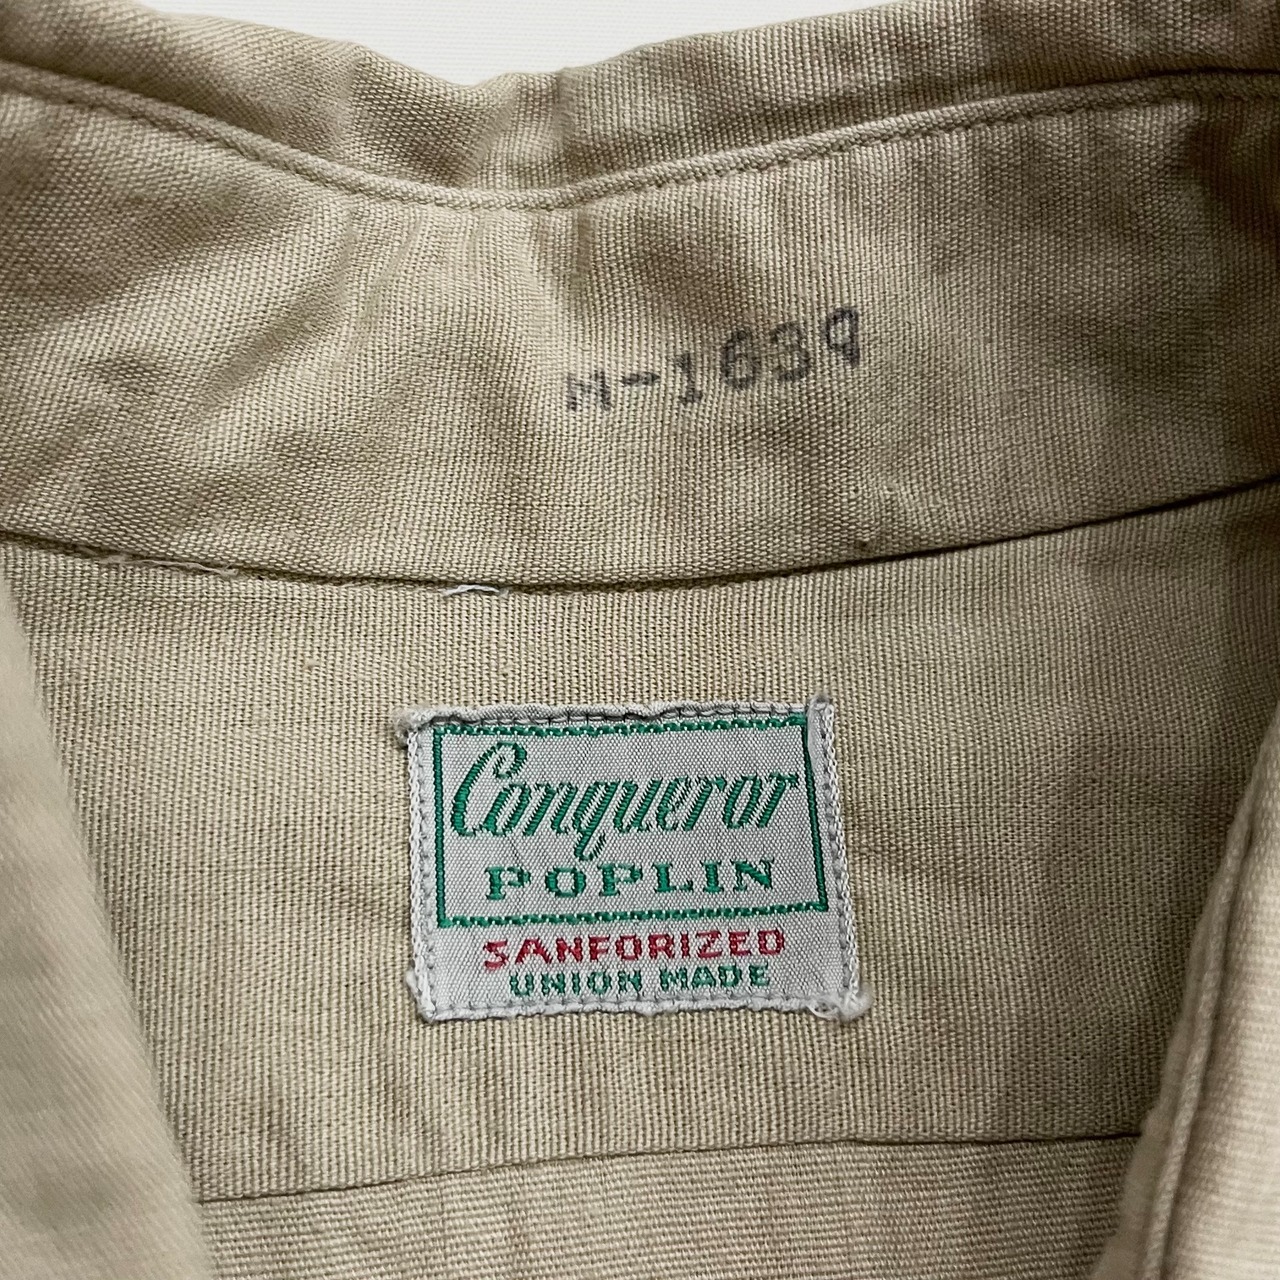 M-1639
Conqueror
POPLIN
SANFORIZED
UNION MADE